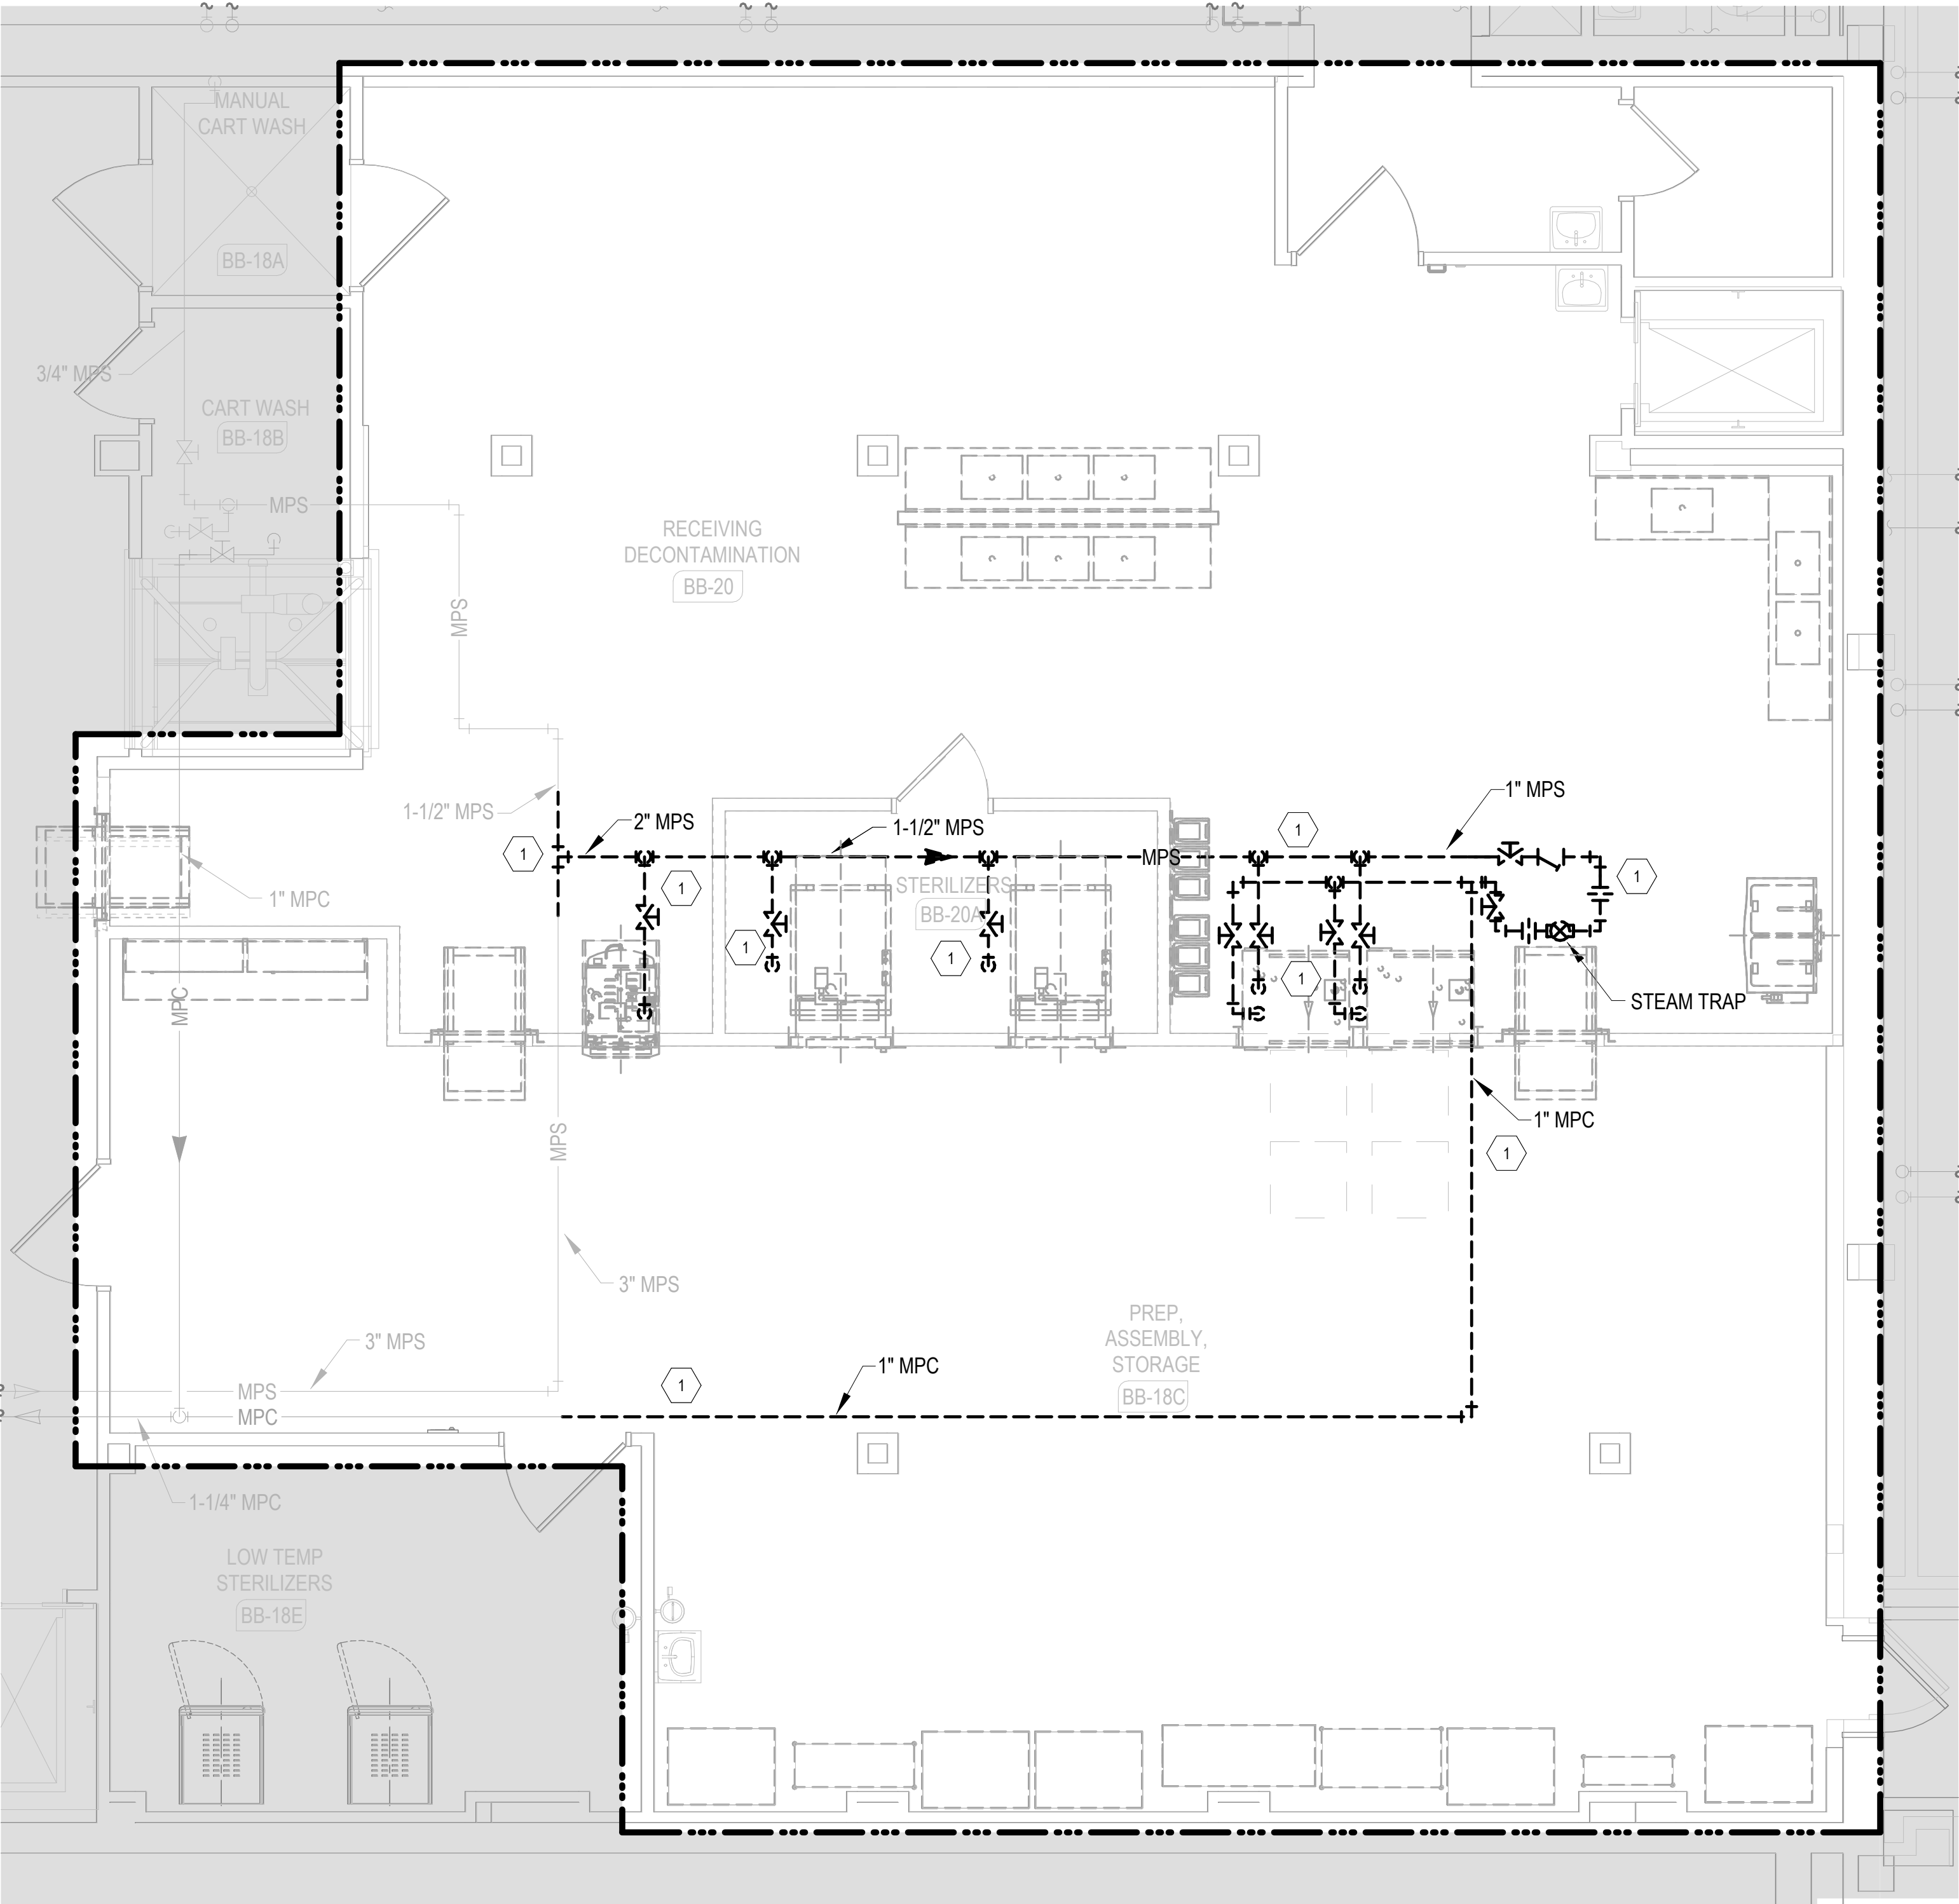 MANUAL
CART WASH
BB-18A
3/4" MPS
CART WASH
BB-18B
MPS
RECEIVING
DECONTAMINATION
BB-20
MPS
1-1/2" MPS
2" MPS
1-1/2" MPS
1" MPS
1
1
MPS
1
1
STERILIZERS
BB-20A
1" MPC
1
1
1
STEAM TRAP
MPC
1" MPC
MPS
1
3" MPS
PREP,
ASSEMBLY,
STORAGE
BB-18C
3" MPS
1" MPC
1
MPS
MPC
1-1/4" MPC
LOW TEMP
STERILIZERS
BB-18E